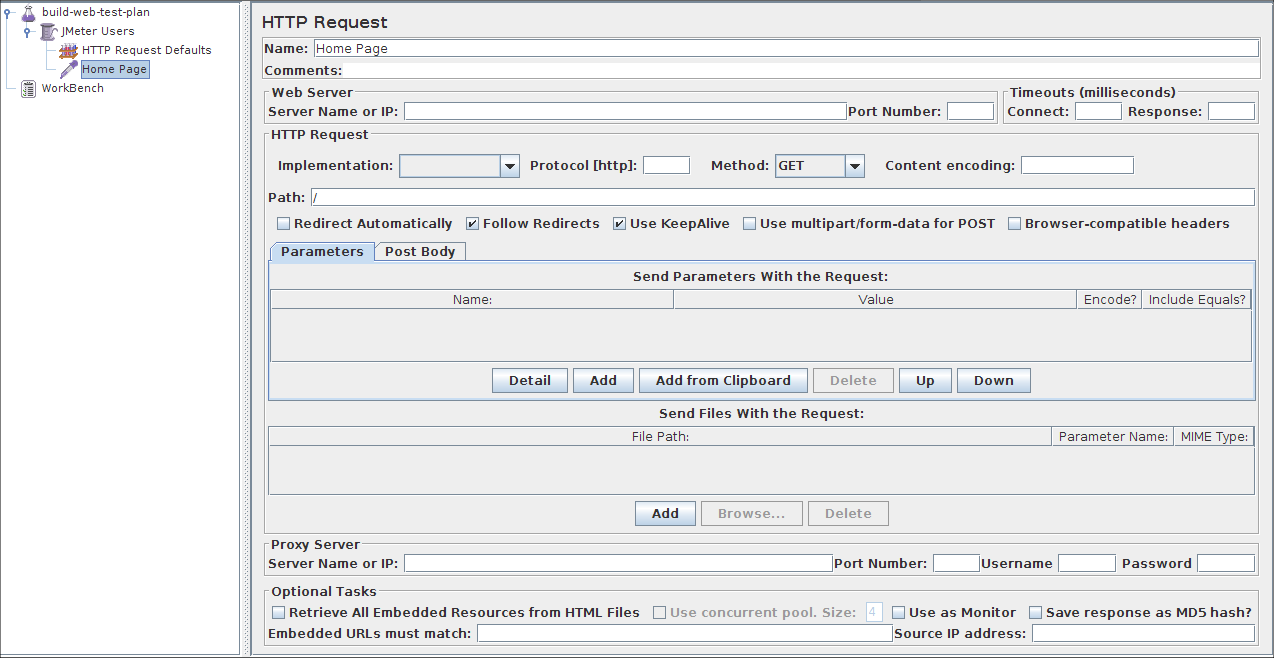 build-web-test-plan
JMeter Users
HTTP Request Defaults
Home Page
WorkBench
HTTP Request
Name: Home Page
Comments:
Web Server
Server Name or IP: Port Number:
Timeouts (milliseconds)
Connect: Response:
HTTP Request
Implementation: Protocol [http]: Method: GET Content encoding:
Path: /
Redirect Automatically Follow Redirects Use KeepAlive Use multipart/form-data for POST Browser-compatible headers
Parameters Post Body
Send Parameters With the Request:
Name: Value Encode? Include Equals?
Detail Add Add from Clipboard Delete Up Down
Send Files With the Request:
File Path: Parameter Name: MIME Type:
Add Browse... Delete
Proxy Server
Server Name or IP: Port Number: Username Password
Optional Tasks
Retrieve All Embedded Resources from HTML Files Use concurrent pool. Size: 4 Use as Monitor Save response as MD5 hash?
Embedded URLs must match: Source IP address: